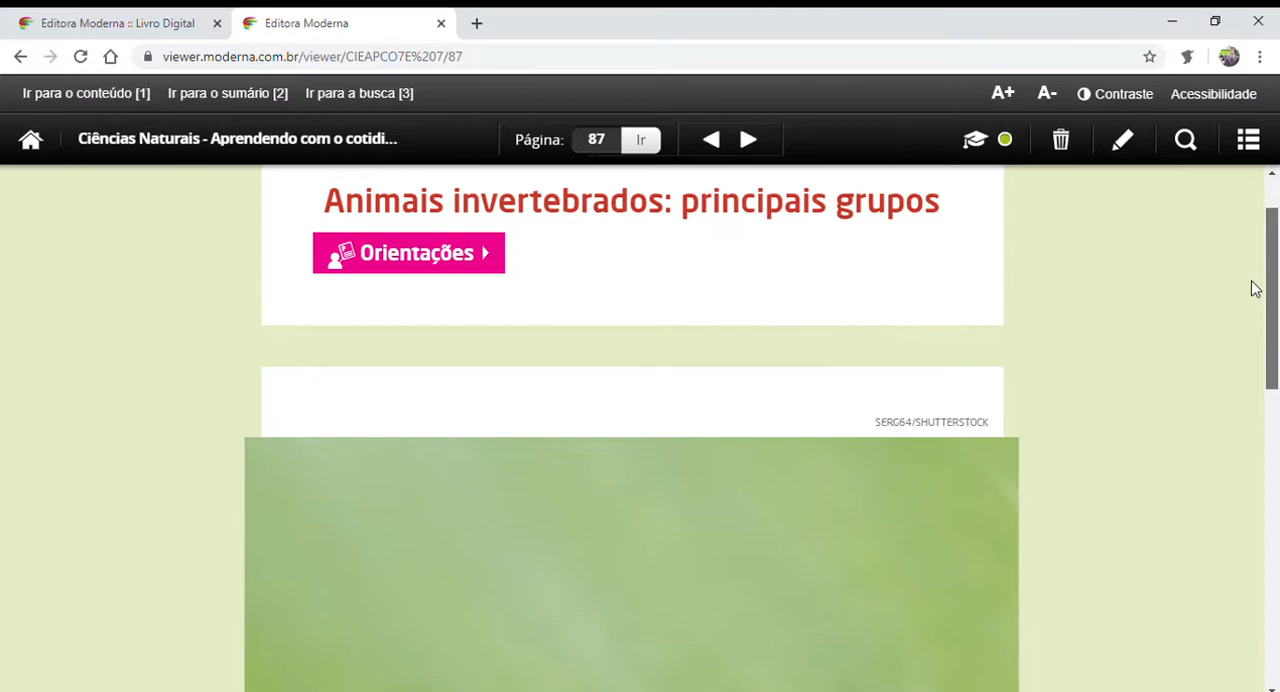 Editora Moderna :: Livro Digital
Editora Moderna
viewer.moderna.com.br/viewer/CIEAPCO7E%207/87
Ir para o conteúdo [1] Ir para o sumário [2] Ir para a busca [3] A+ A- Contraste Acessibilidade
Ciências Naturais - Aprendendo com o cotidi... Página: 87 Ir
Animais invertebrados: principais grupos
Orientações
SERG64/SHUTTERSTOCK